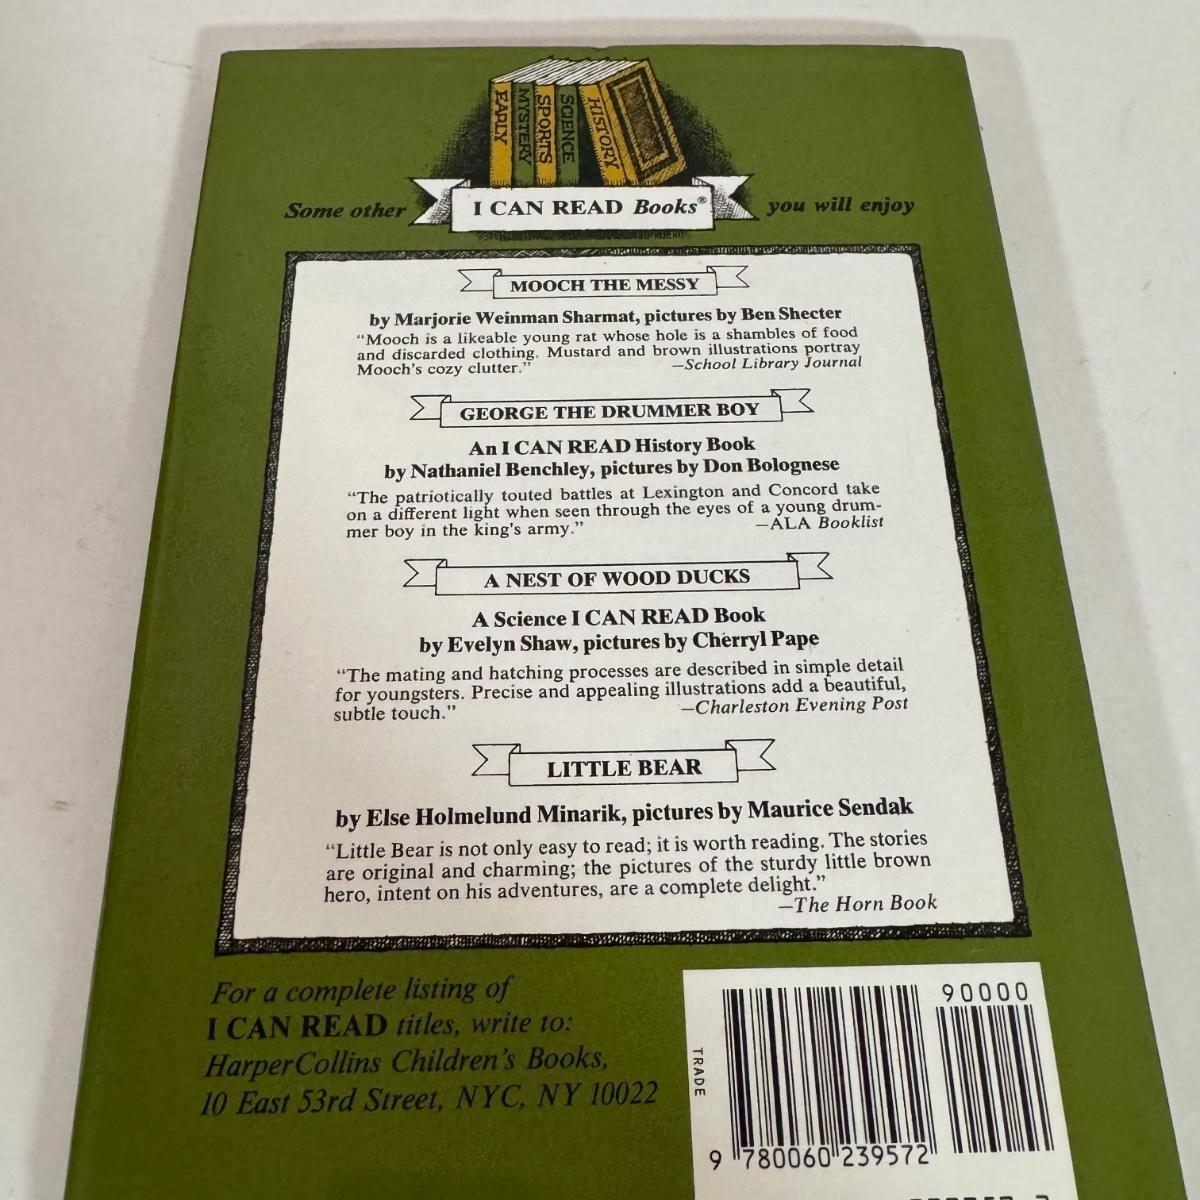 EARLY
MYSTERY
SPORTS
SCIENCE
HISTORY
Some other I CAN READ Books® you will enjoy
MOOCH THE MESSY
by Marjorie Weinman Sharmat, pictures by Ben Shecter
“Mooch is a likeable young rat whose hole is a shambles of food
and discarded clothing. Mustard and brown illustrations portray
Mooch's cozy clutter.” —School Library Journal
GEORGE THE DRUMMER BOY
An I CAN READ History Book
by Nathaniel Benchley, pictures by Don Bolognese
“The patriotically touted battles at Lexington and Concord take
on a different light when seen through the eyes of a young drum-
mer boy in the king's army.” —ALA Booklist
A NEST OF WOOD DUCKS
A Science I CAN READ Book
by Evelyn Shaw, pictures by Cherryl Pape
“The mating and hatching processes are described in simple detail
for youngsters. Precise and appealing illustrations add a beautiful,
subtle touch.” —Charleston Evening Post
LITTLE BEAR
by Else Holmelund Minarik, pictures by Maurice Sendak
“Little Bear is not only easy to read; it is worth reading. The stories
are original and charming; the pictures of the sturdy little brown
hero, intent on his adventures, are a complete delight.”
—The Horn Book
For a complete listing of
I CAN READ titles, write to:
HarperCollins Children's Books,
10 East 53rd Street, NYC, NY 10022
90000
TRADE
9 780060 239572